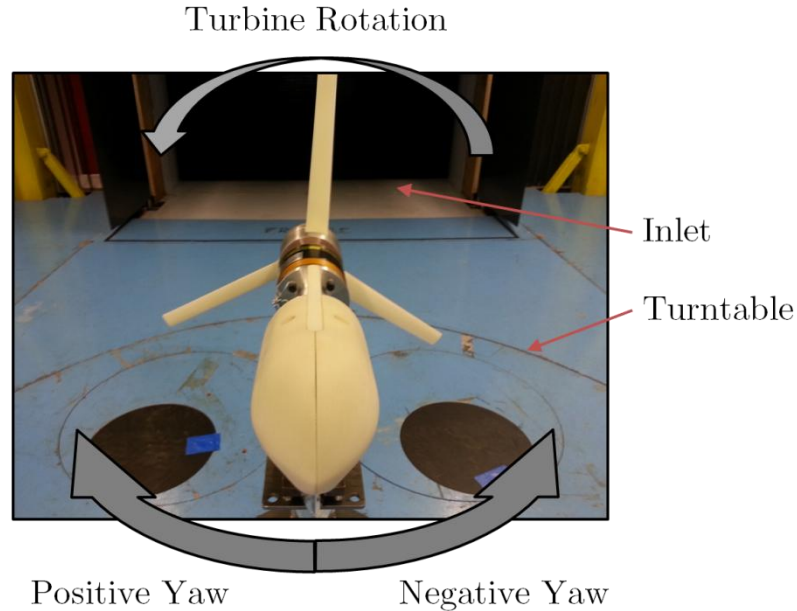 Turbine Rotation
Inlet
Turntable
Positive Yaw
Negative Yaw